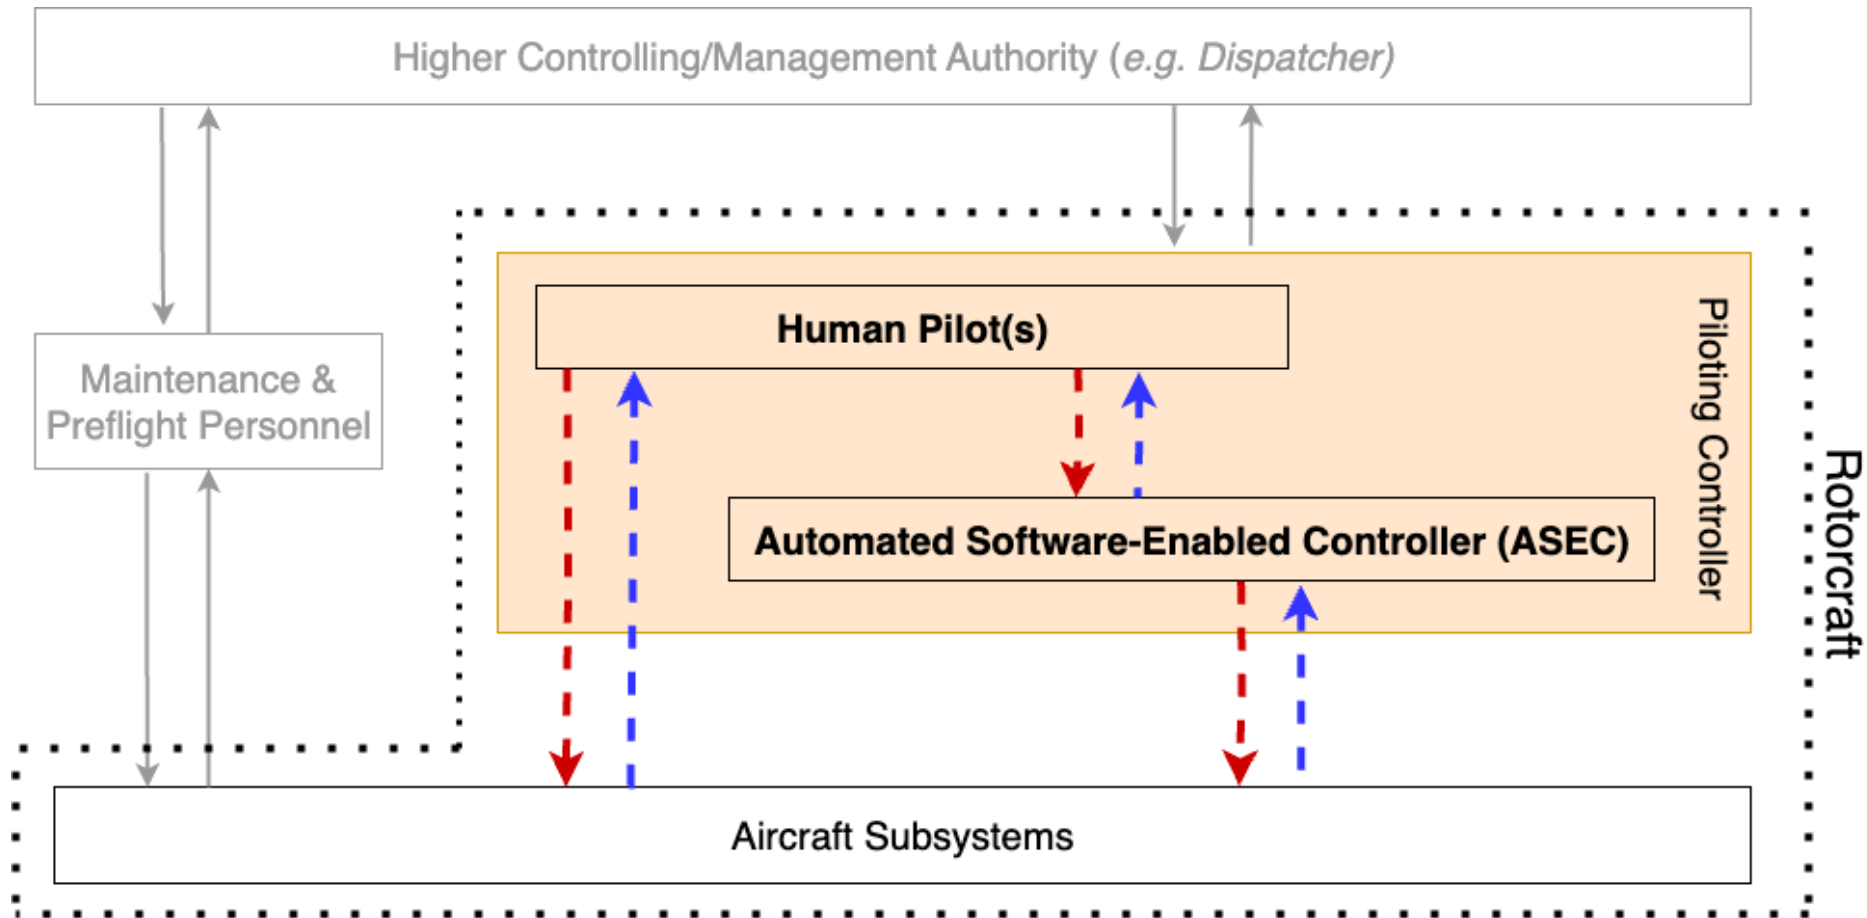 Higher Controlling/Management Authority (e.g. Dispatcher)
Human Pilot(s)
Piloting Controller
Maintenance &
Preflight Personnel
Rotorcraft
Automated Software-Enabled Controller (ASEC)
Aircraft Subsystems